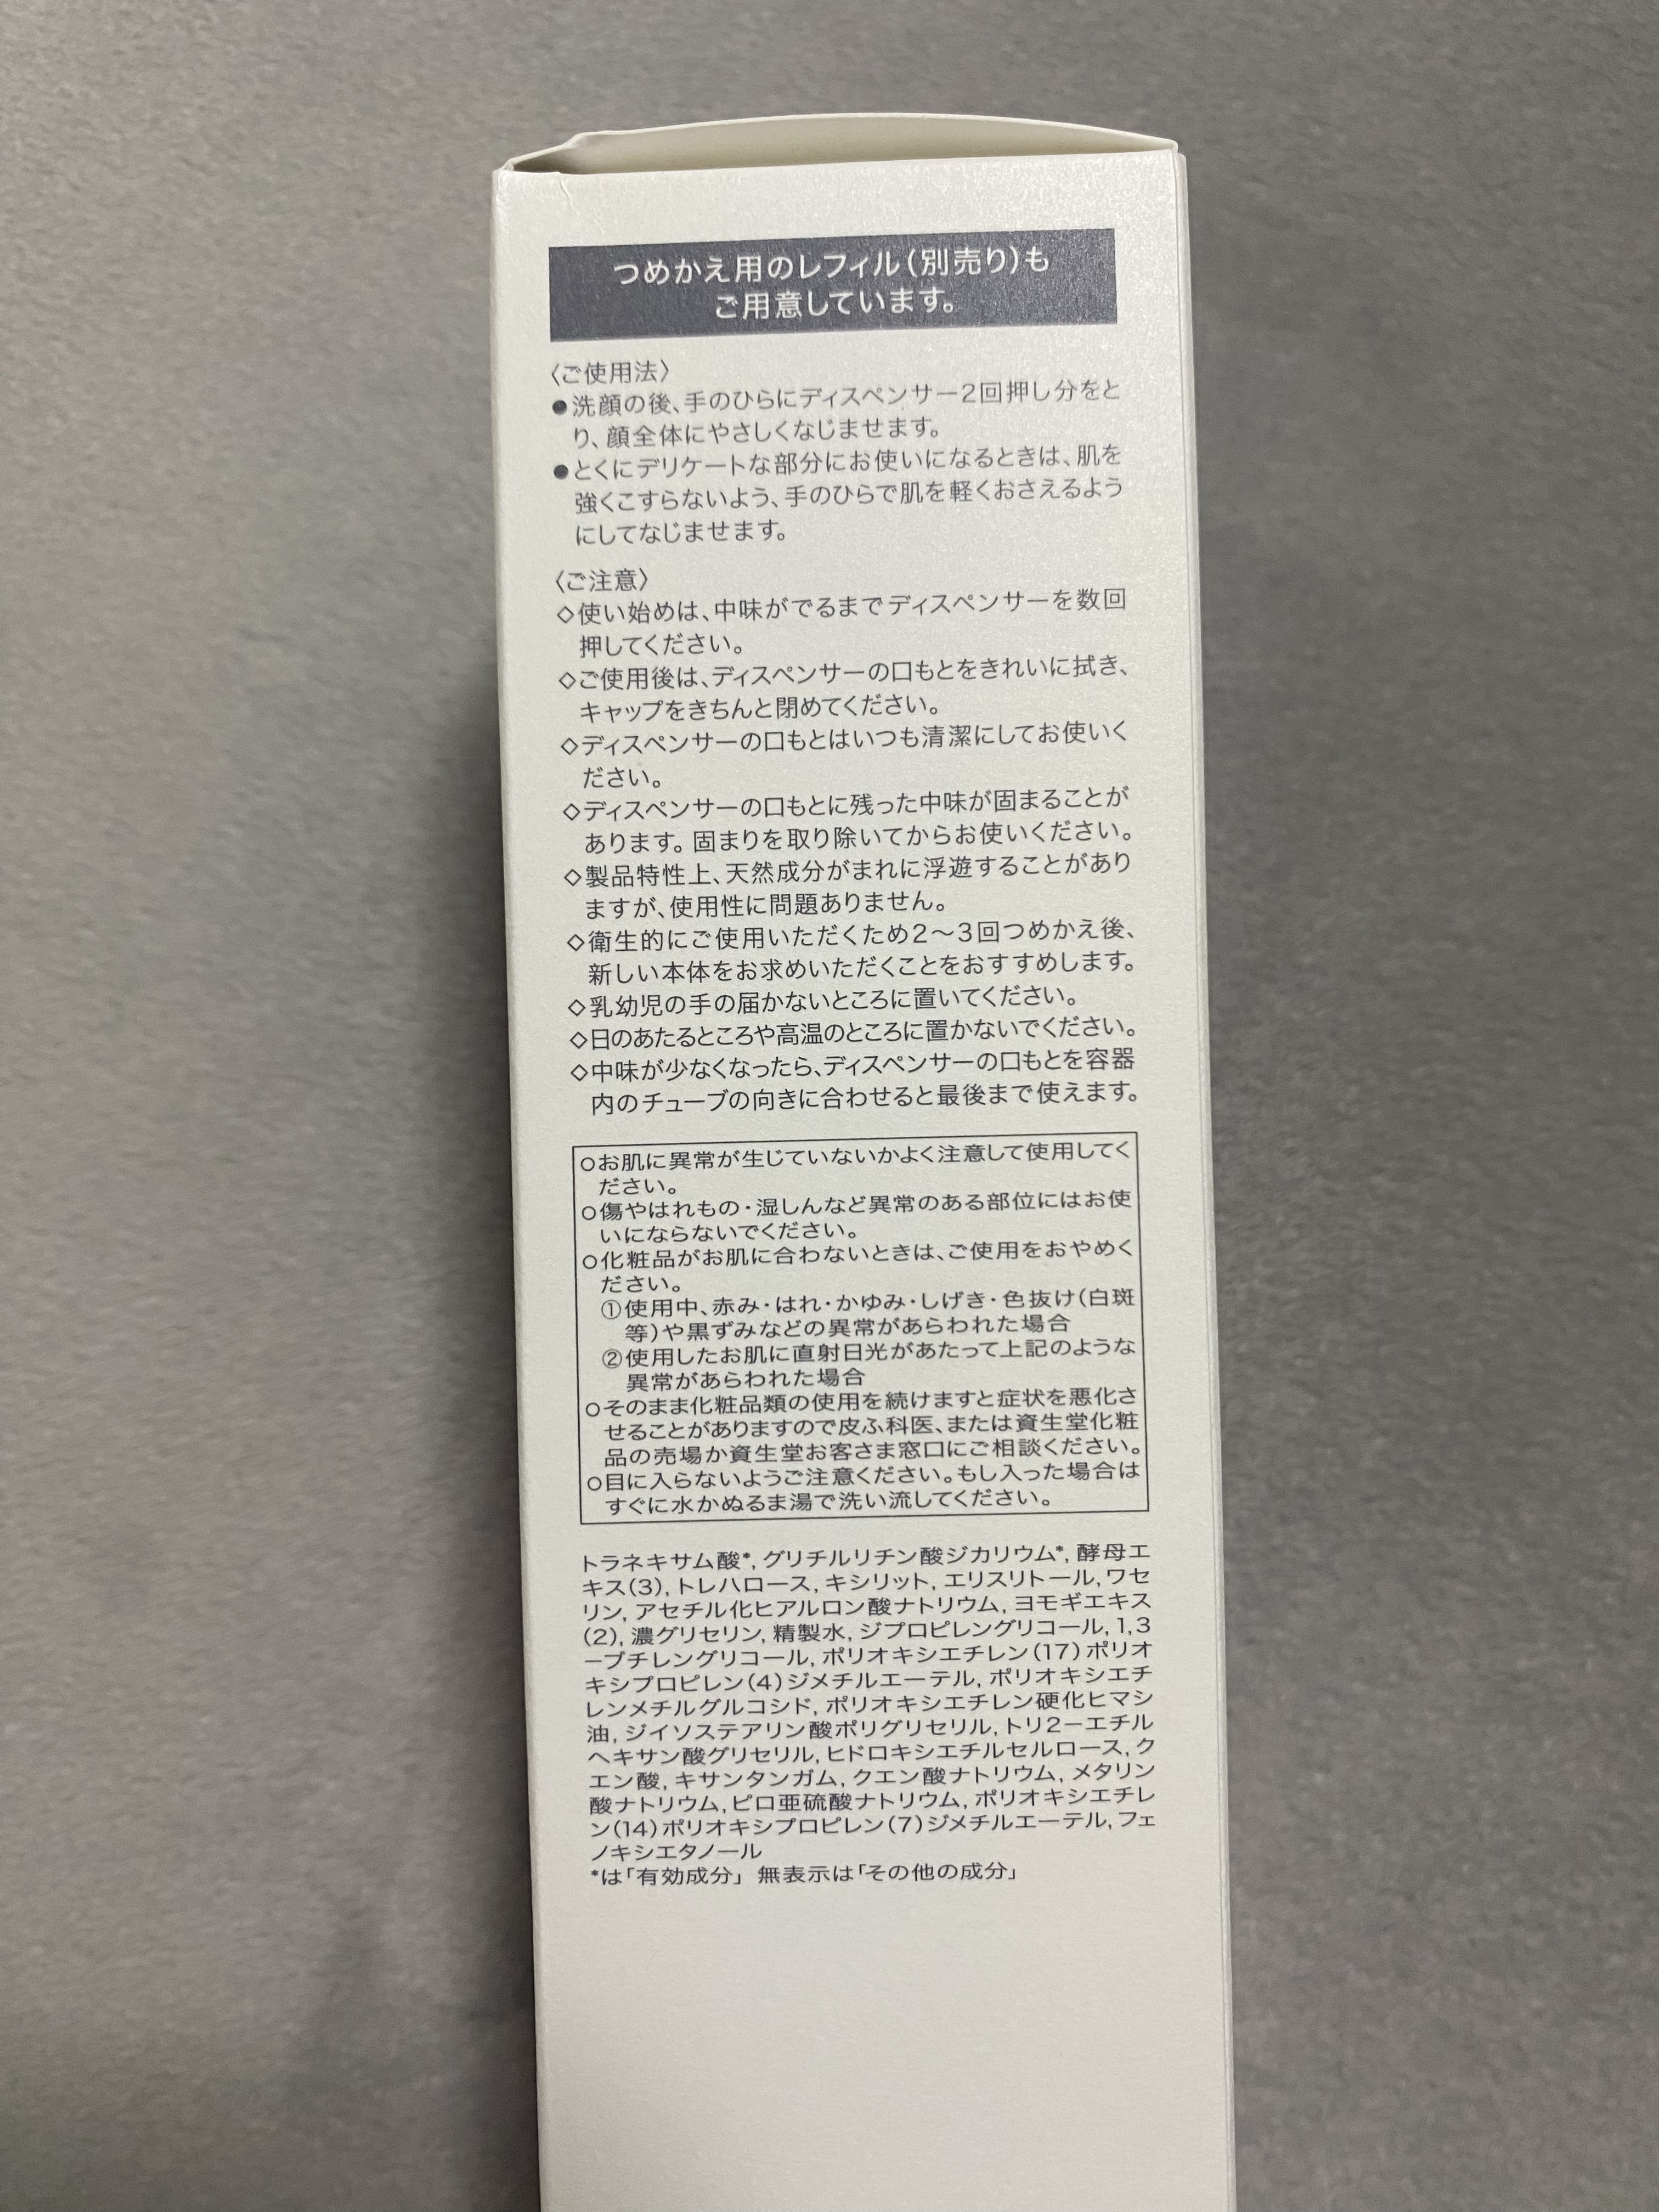 つめかえ用のレフィル(別売り)も
ご用意しています。
〈ご使用法〉
●洗顔の後、手のひらにディスペンサー2回押し分をと
り、顔全体にやさしくなじませます。
●とくにデリケートな部分にお使いになるときは、肌を
強くこすらないよう、手のひらで肌を軽くおさえるよう
にしてなじませます。
〈ご注意〉
◇使い始めは、中味がでるまでディスペンサーを数回
押してください。
◇ご使用後は、ディスペンサーの口もとをきれいに拭き、
キャップをきちんと閉めてください。
◇ディスペンサーの口もとはいつも清潔にしてお使いく
ださい。
◇ディスペンサーの口もとに残った中味が固まることが
あります。固まりを取り除いてからお使いください。
◇製品特性上、天然成分がまれに浮遊することがあり
ますが、使用性に問題ありません。
◇衛生的にご使用いただくため2〜3回つめかえ後、
新しい本体をお求めいただくことをおすすめします。
◇乳幼児の手の届かないところに置いてください。
◇日のあたるところや高温のところに置かないでください。
◇中味が少なくなったら、ディスペンサーの口もとを容器
内のチューブの向きに合わせると最後まで使えます。
○お肌に異常が生じていないかよく注意して使用してく
ださい。
○傷やはれもの・湿しんなど異常のある部位にはお使
いにならないでください。
○化粧品がお肌に合わないときは、ご使用をおやめく
ださい。
①使用中、赤み・はれ・かゆみ・しげき・色抜け(白斑
等)や黒ずみなどの異常があらわれた場合
②使用したお肌に直射日光があたって上記のような
異常があらわれた場合
○そのまま化粧品類の使用を続けますと症状を悪化さ
せることがありますので皮ふ科医、または資生堂化粧
品の売場か資生堂お客さま窓口にご相談ください。
○目に入らないようご注意ください。もし入った場合は
すぐに水かぬるま湯で洗い流してください。
トラネキサム酸*, グリチルリチン酸ジカリウム*, 酵母エ
キス(3), トレハロース, キシリット, エリスリトール, ワセ
リン, アセチル化ヒアルロン酸ナトリウム, ヨモギエキス
(2), 濃グリセリン, 精製水, ジプロピレングリコール, 1,3
ーブチレングリコール, ポリオキシエチレン(17)ポリオ
キシプロピレン(4)ジメチルエーテル, ポリオキシエチ
レンメチルグルコシド, ポリオキシエチレン硬化ヒマシ
油, ジイソステアリン酸ポリグリセリル, トリ2ーエチル
ヘキサン酸グリセリル, ヒドロキシエチルセルロース, ク
エン酸, キサンタンガム, クエン酸ナトリウム, メタリン
酸ナトリウム, ピロ亜硫酸ナトリウム, ポリオキシエチレ
ン(14)ポリオキシプロピレン(7)ジメチルエーテル, フェ
ノキシエタノール
*は「有効成分」 無表示は「その他の成分」